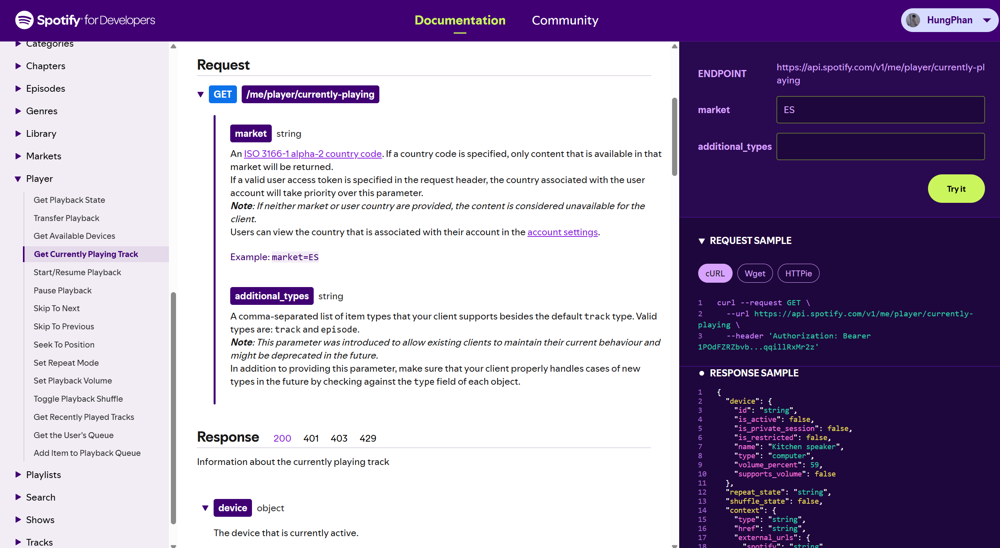 Spotify for Developers
Documentation
Community
HungPhan
Categories
Chapters
Episodes
Genres
Library
Markets
Player
Get Playback State
Transfer Playback
Get Available Devices
Get Currently Playing Track
Start/Resume Playback
Pause Playback
Skip To Next
Skip To Previous
Seek To Position
Set Repeat Mode
Set Playback Volume
Toggle Playback Shuffle
Get Recently Played Tracks
Get the User's Queue
Add Item to Playback Queue
Playlists
Search
Shows
Tracks
Request
GET /me/player/currently-playing
market string
An ISO 3166-1 alpha-2 country code. If a country code is specified, only content that is available in that
market will be returned.
If a valid user access token is specified in the request header, the country associated with the user
account will take priority over this parameter.
Note: If neither market or user country are provided, the content is considered unavailable for the
client.
Users can view the country that is associated with their account in the account settings.
Example: market=ES
additional_types string
A comma-separated list of item types that your client supports besides the default track type. Valid
types are: track and episode.
Note: This parameter was introduced to allow existing clients to maintain their current behaviour and
might be deprecated in the future.
In addition to providing this parameter, make sure that your client properly handles cases of new
types in the future by checking against the type field of each object.
Response 200 401 403 429
Information about the currently playing track
device object
The device that is currently active.
ENDPOINT
https://api.spotify.com/v1/me/player/currently-pl
aying
market
ES
additional_types
Try it
REQUEST SAMPLE
cURL Wget HTTPie
1 curl --request GET \
2 --url https://api.spotify.com/v1/me/player/currently-
playing \
3 --header 'Authorization: Bearer
1POdFZRZbvb...qqillRxMr2z'
RESPONSE SAMPLE
1 {
2 "device": {
3 "id": "string",
4 "is_active": false,
5 "is_private_session": false,
6 "is_restricted": false,
7 "name": "Kitchen speaker",
8 "type": "computer",
9 "volume_percent": 59,
10 "supports_volume": false
11 },
12 "repeat_state": "string",
13 "shuffle_state": false,
14 "context": {
15 "type": "string",
16 "href": "string",
17 "external_urls": {
18 "spotify": "string"